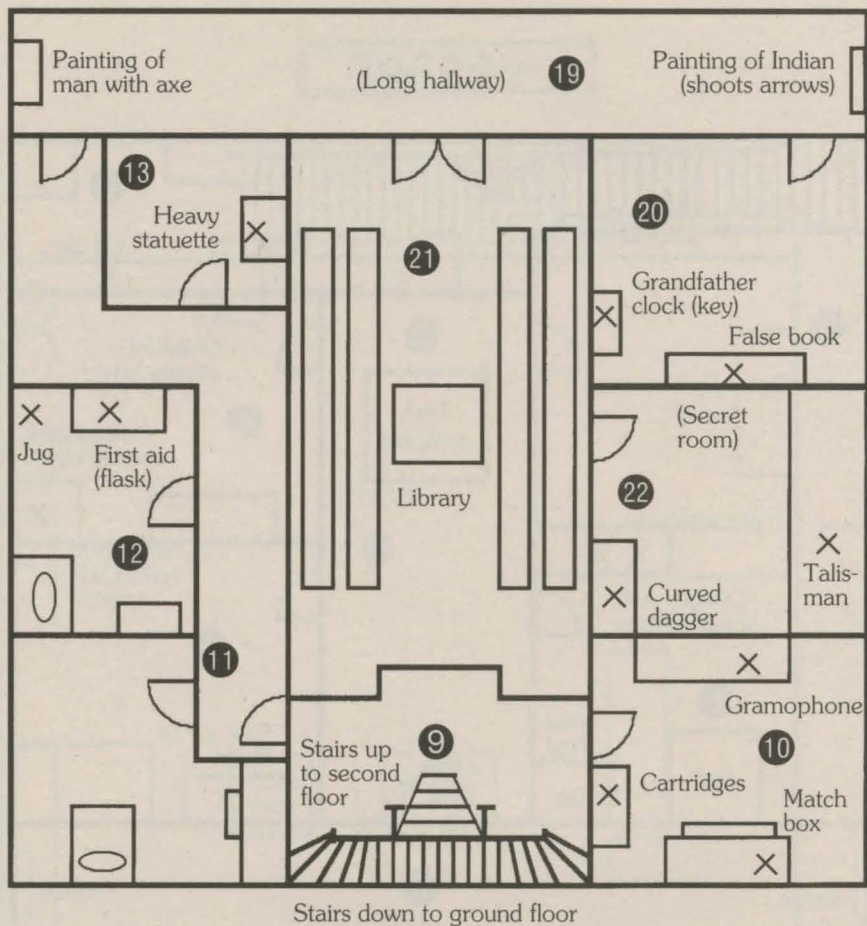 Painting of
man with axe
(Long hallway)
19
Painting of Indian
(shoots arrows)
13
Heavy
statuette
21
20
Grandfather
clock (key)
False book
Jug
First aid
(flask)
Library
(Secret
room)
22
12
Curved
dagger
Talis-
man
11
Gramophone
Stairs up
to second
floor
9
10
Cartridges
Match
box
Stairs down to ground floor